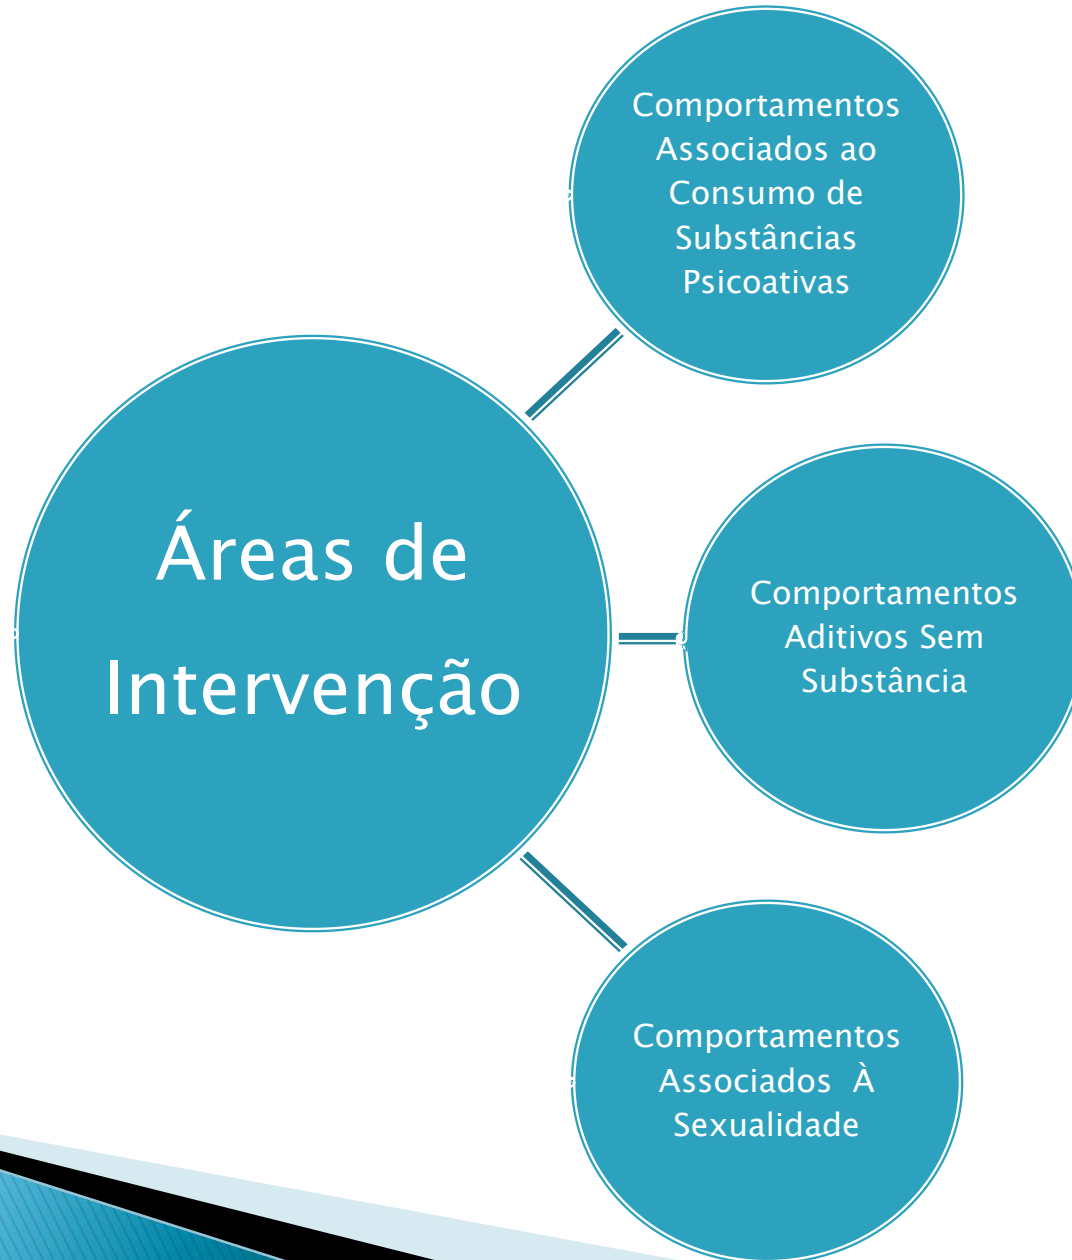 Comportamentos
Associados ao
Consumo de
Substâncias
Psicoativas
Áreas de
Intervenção
Comportamentos
Aditivos Sem
Substância
Comportamentos
Associados À
Sexualidade